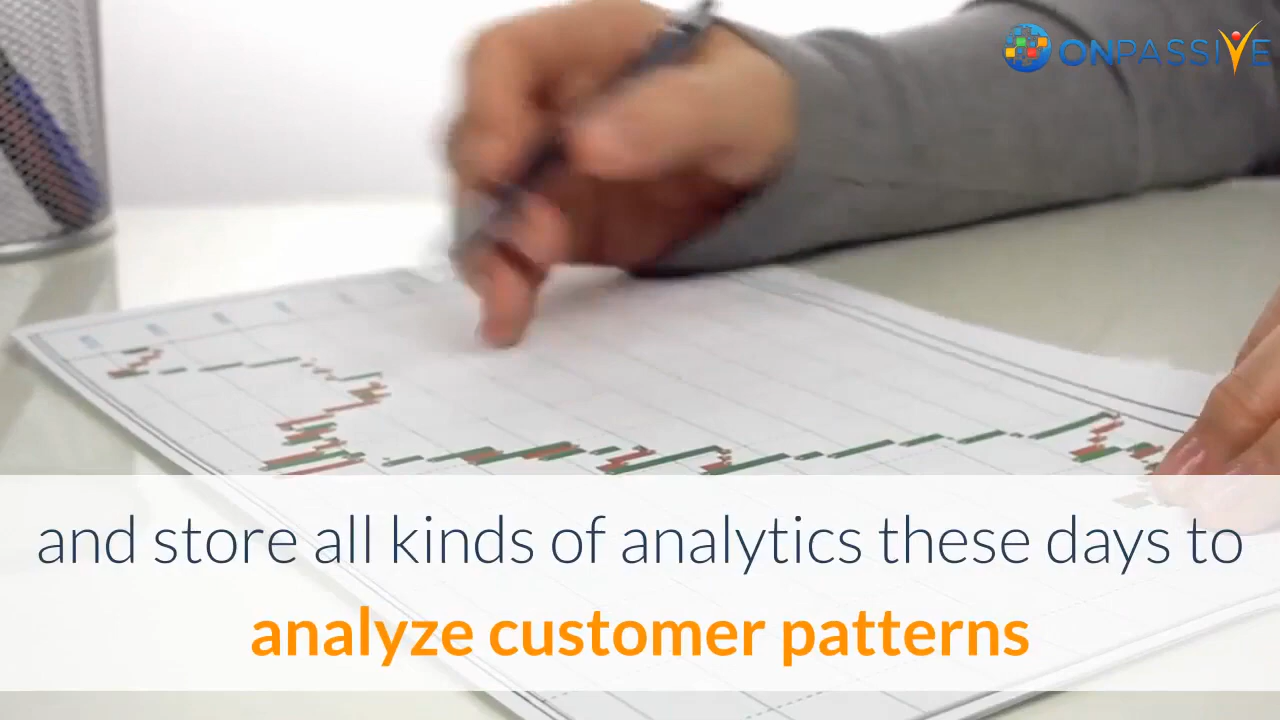 ONPASSIVE
and store all kinds of analytics these days to
analyze customer patterns